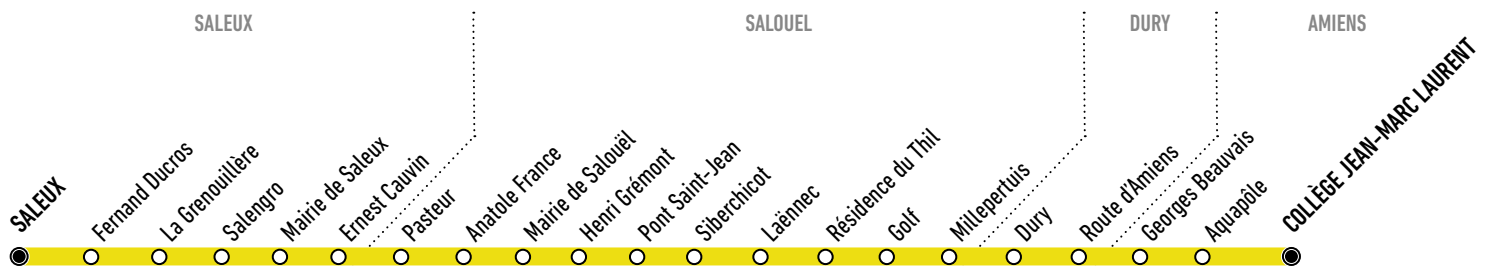 SALEUX
SALOUEL
DURY
AMIENS
SALEUX
Fernand Ducros
La Grenouillère
Salengro
Mairie de Saleux
Ernest Cauvin
Pasteur
Anatole France
Mairie de Salouël
Henri Grémont
Pont Saint-Jean
Siberchicot
Laënnec
Résidence du Thil
Golf
Millepertuis
Dury
Route d'Amiens
Georges Beauvais
Aquapôle
COLLÈGE JEAN-MARC LAURENT